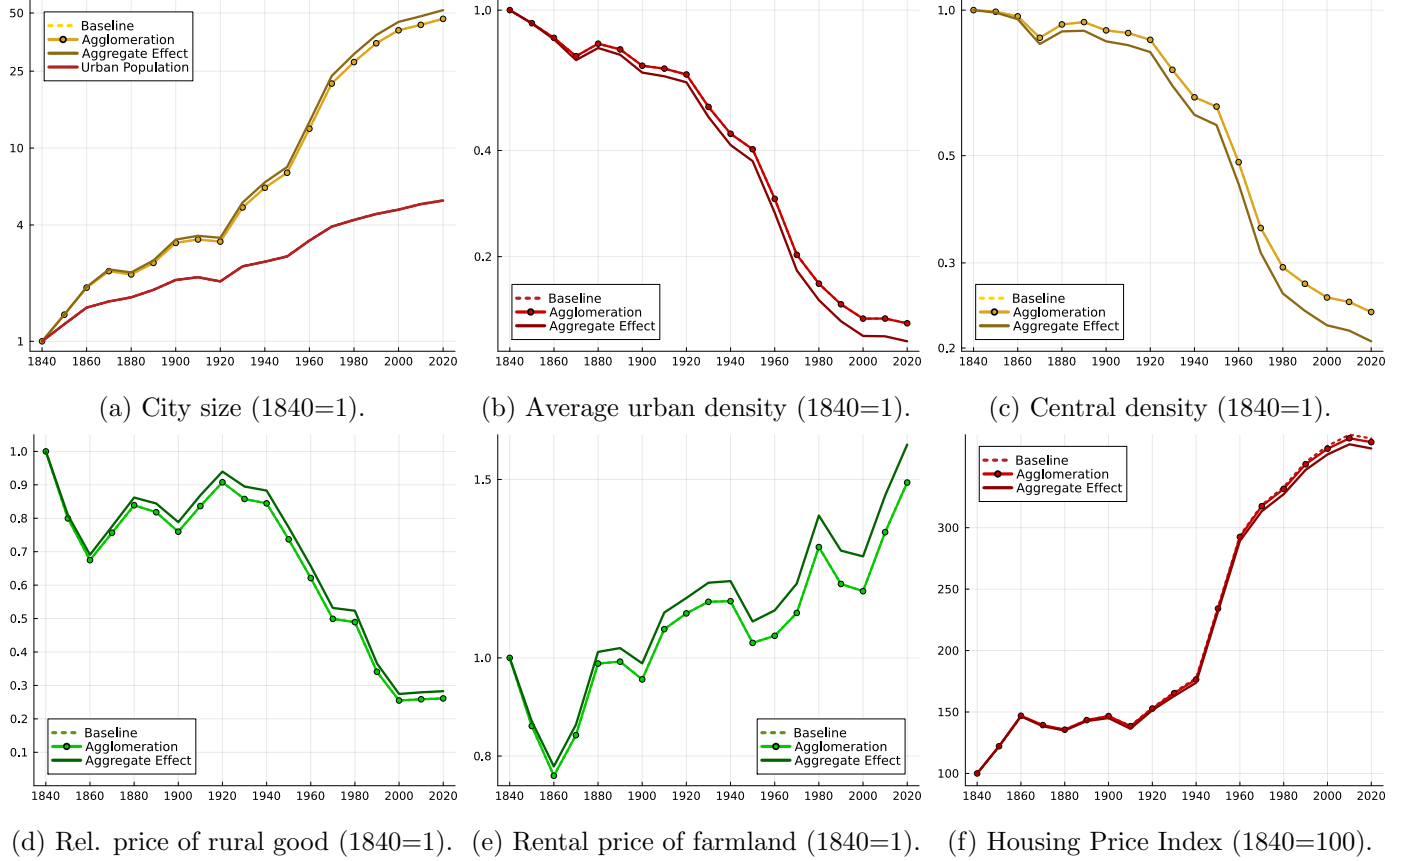 50
25
10
4
1
Baseline
Agglomeration
Aggregate Effect
Urban Population
1840 1860 1880 1900 1920 1940 1960 1980 2000 2020
(a) City size (1840=1).
1.0
0.4
0.2
Baseline
Agglomeration
Aggregate Effect
1840 1860 1880 1900 1920 1940 1960 1980 2000 2020
(b) Average urban density (1840=1).
1.0
0.5
0.3
0.2
Baseline
Agglomeration
Aggregate Effect
1840 1860 1880 1900 1920 1940 1960 1980 2000 2020
(c) Central density (1840=1).
1.0
0.9
0.8
0.7
0.6
0.5
0.4
0.3
0.2
0.1
Baseline
Agglomeration
Aggregate Effect
1840 1860 1880 1900 1920 1940 1960 1980 2000 2020
(d) Rel. price of rural good (1840=1).
1.5
1.0
0.8
Baseline
Agglomeration
Aggregate Effect
1840 1860 1880 1900 1920 1940 1960 1980 2000 2020
(e) Rental price of farmland (1840=1).
Baseline
Agglomeration
Aggregate Effect
300
250
200
150
100
1840 1860 1880 1900 1920 1940 1960 1980 2000 2020
(f) Housing Price Index (1840=100).